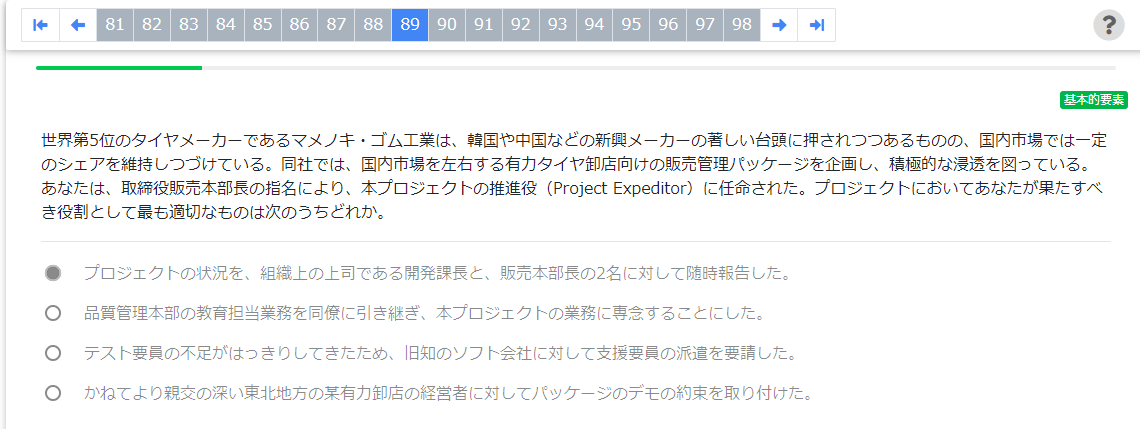 81 82 83 84 85 86 87 88 89 90 91 92 93 94 95 96 97 98 ?
基本的要素
世界第5位のタイヤメーカーであるマメノキ・ゴム工業は、韓国や中国などの新興メーカーの著しい台頭に押されつつあるものの、国内市場では一定
のシェアを維持しつづけている。同社では、国内市場を左右する有力タイヤ卸店向けの販売管理パッケージを企画し、積極的な浸透を図っている。
あなたは、取締役販売本部長の指名により、本プロジェクトの推進役（Project Expeditor）に任命された。プロジェクトにおいてあなたが果たすべ
き役割として最も適切なものは次のうちどれか。
プロジェクトの状況を、組織上の上司である開発課長と、販売本部長の2名に対して随時報告した。
品質管理本部の教育担当業務を同僚に引き継ぎ、本プロジェクトの業務に専念することにした。
テスト要員の不足がはっきりしてきたため、旧知のソフト会社に対して支援要員の派遣を要請した。
かねてより親交の深い東北地方の某有力卸店の経営者に対してパッケージのデモの約束を取り付けた。